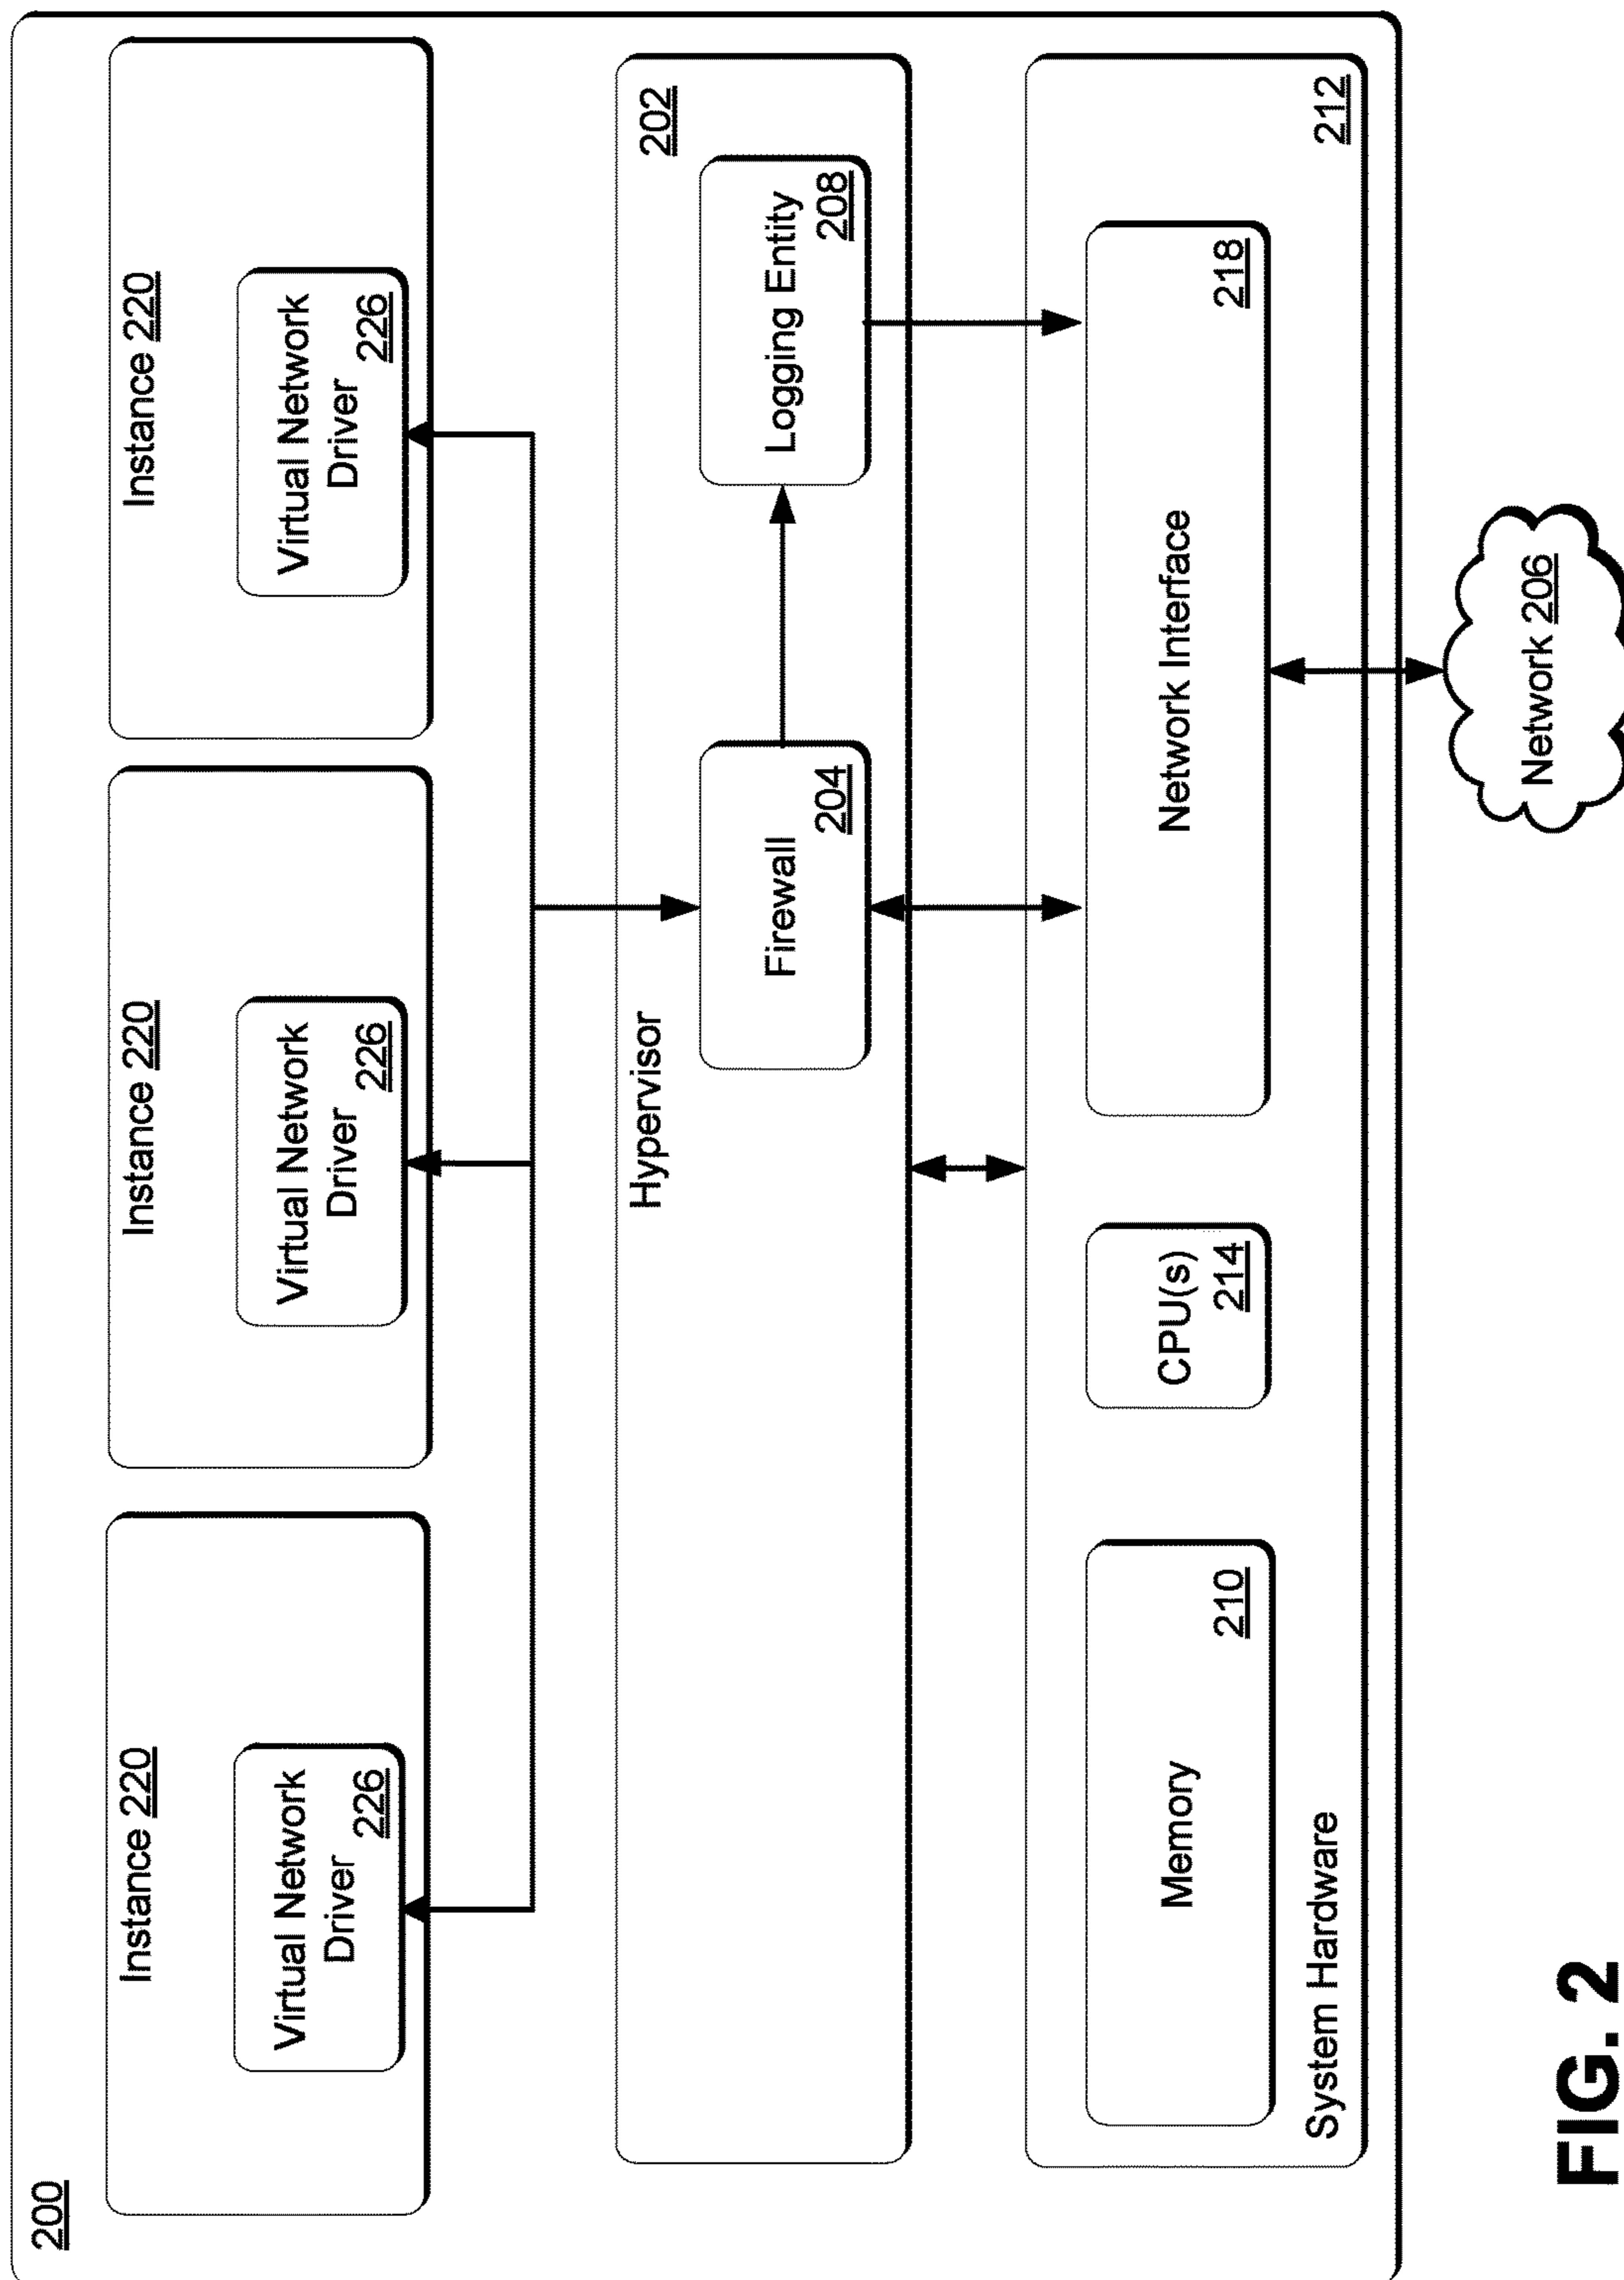 200
Instance 220
Virtual Network
Driver
226
Instance 220
Virtual Network
Driver
226
Instance 220
Virtual Network
Driver
226
Hypervisor
202
Firewall
204
Logging Entity
208
Memory
210
CPU(s)
214
Network Interface
218
System Hardware
212
Network 206
FIG. 2